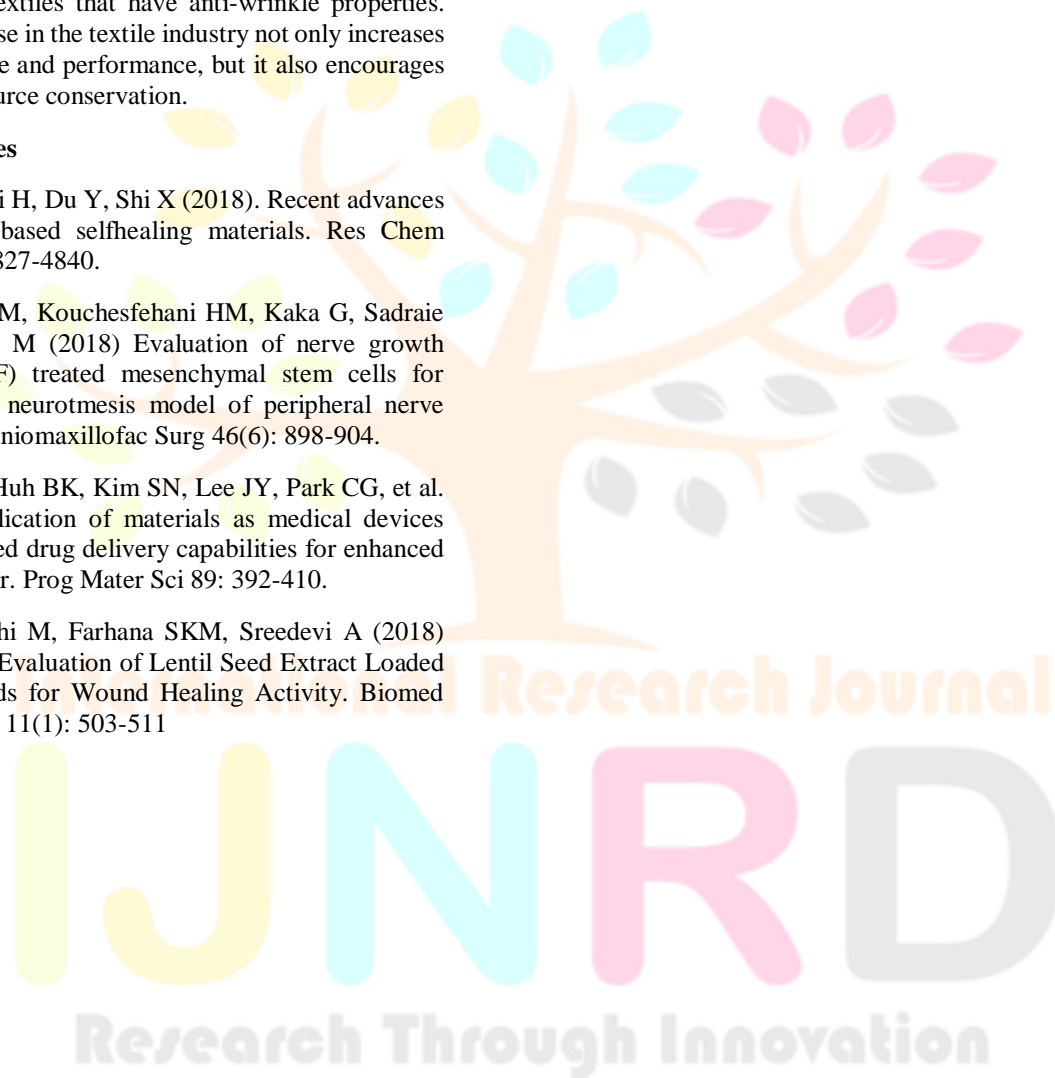 extiles that have anti-wrinkle properties.
se in the textile industry not only increases
e and performance, but it also encourages
urce conservation.
es
i H, Du Y, Shi X (2018). Recent advances
based selfhealing materials. Res Chem
827-4840.
M, Kouchesfehani HM, Kaka G, Sadraie
M (2018) Evaluation of nerve growth
F) treated mesenchymal stem cells for
neurotmesis model of peripheral nerve
niomaxillofac Surg 46(6): 898-904.
Huh BK, Kim SN, Lee JY, Park CG, et al.
lication of materials as medical devices
ed drug delivery capabilities for enhanced
r. Prog Mater Sci 89: 392-410.
hi M, Farhana SKM, Sreedevi A (2018)
Evaluation of Lentil Seed Extract Loaded
ds for Wound Healing Activity. Biomed
11(1): 503-511
International Research Journal
IJNRD
Research Through Innovation